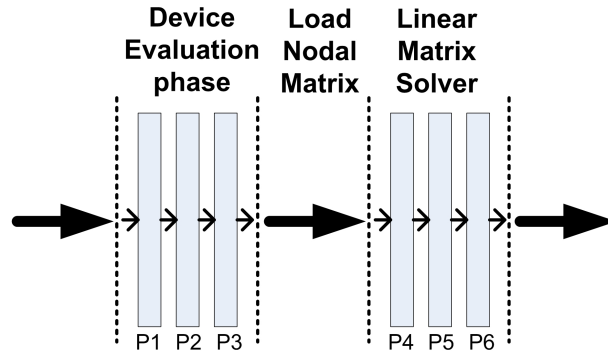 Device
Evaluation
phase
Load
Nodal
Matrix
Linear
Matrix
Solver
P1 P2 P3 P4 P5 P6